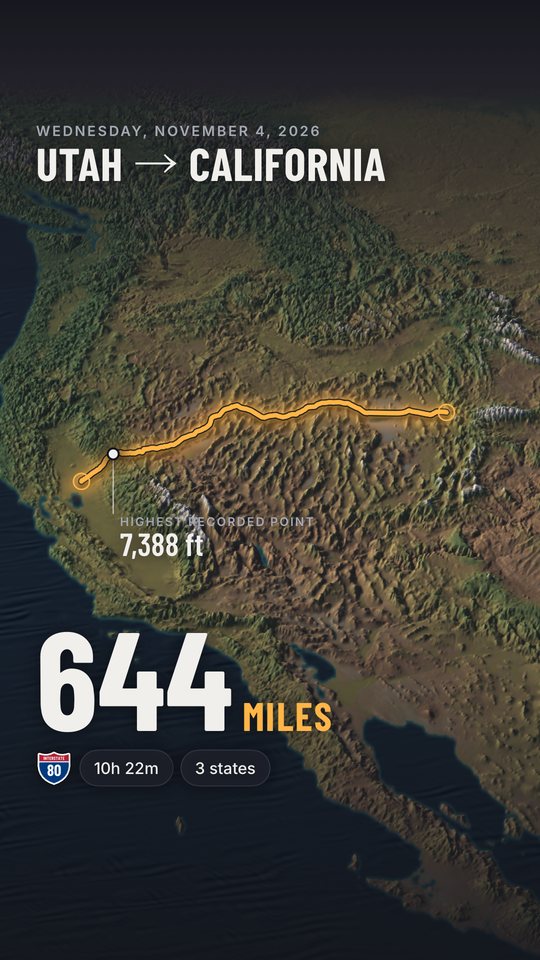 WEDNESDAY, NOVEMBER 4, 2026
UTAH → CALIFORNIA
HIGHEST RECORDED POINT
7,388 ft
644 MILES
INTERSTATE
80
10h 22m
3 states